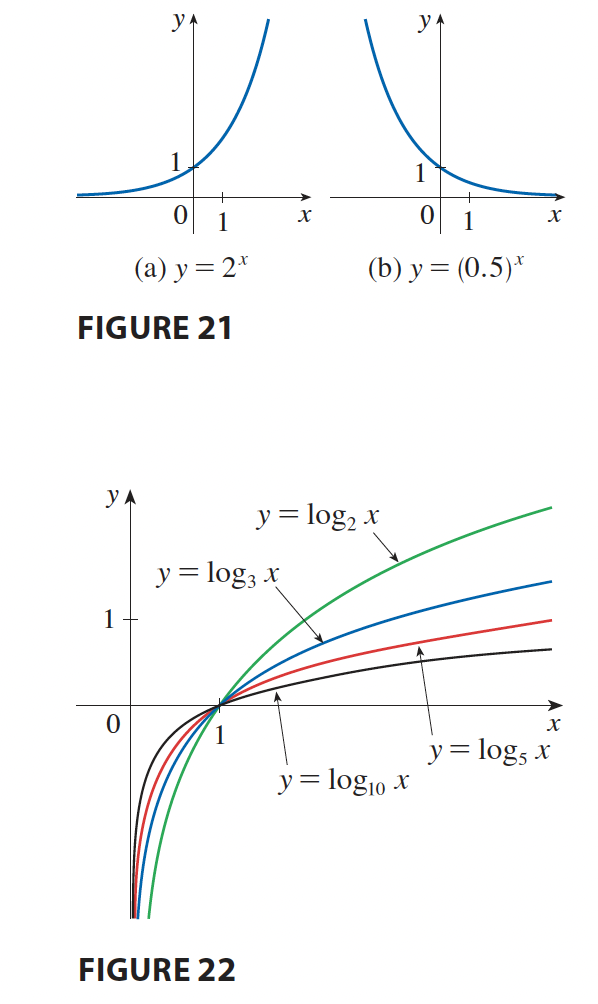 y y
1 1
0 1 x 0 1 x
(a) y = 2ˣ (b) y = (0.5)ˣ
FIGURE 21
y
y = log₂ x
y = log₃ x
1
0 1 x
y = log₅ x
y = log₁₀ x
FIGURE 22